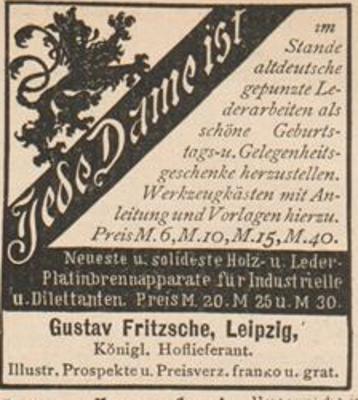 Jede Dame ist
im
Stande
altdeutsche
gepunzte Le-
derarbeiten als
schöne Geburts-
tags-u. Gelegenheits-
geschenke herzustellen.
Werkzeugkästen mit An-
leitung und Vorlagen hierzu.
Preis M. 6, M. 10, M. 15, M. 40.
Neueste u. solideste Holz- u. Leder-
Platinbrennapparate für Industrielle
u. Dilettanten. Preis M. 20. M 25 u. M 30.
Gustav Fritzsche, Leipzig,
Königl. Hoflieferant.
Illustr. Prospekte u. Preisverz. franko u. grat.